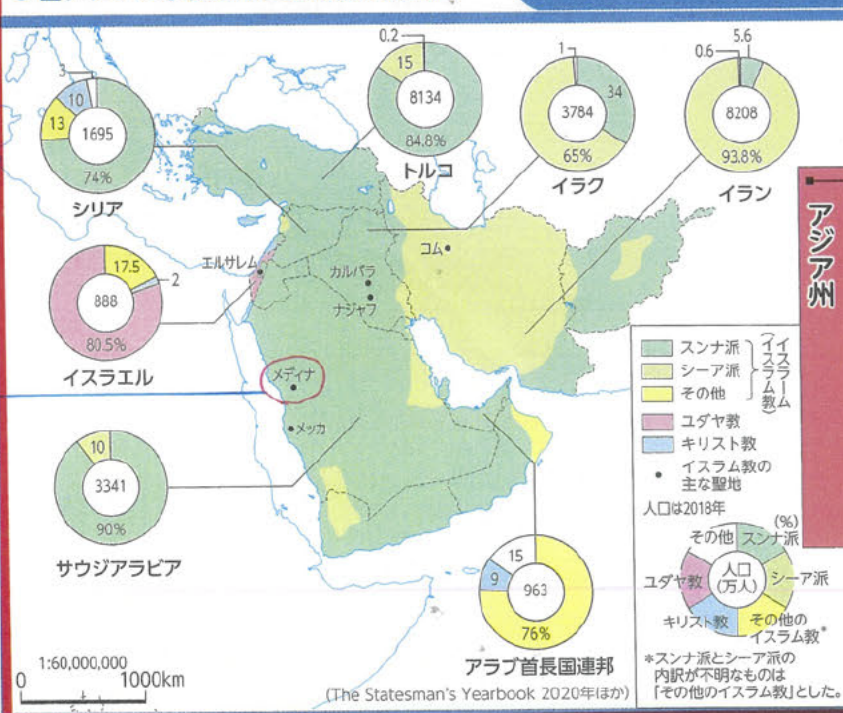 0.2
15
8134
84.8%
トルコ
1
34
3784
65%
イラク
5.6
0.6
8208
93.8%
イラン
3
10
13
1695
74%
シリア
アジア州
エルサレム
カルバラ
ナジャフ
コム
17.5
2
888
80.5%
イスラエル
メディナ
メッカ
10
3341
90%
サウジアラビア
15
9
963
76%
アラブ首長国連邦
スンナ派
シーア派
その他
(イスラム教)
イスラーム
ユダヤ教
キリスト教
イスラム教の
主な聖地
人口は2018年
(%)
その他
スンナ派
ユダヤ教
人口
(万人)
シーア派
キリスト教
その他の
イスラム教*
*スンナ派とシーア派の
内訳が不明なものは
「その他のイスラム教」とした。
1:60,000,000
0 1000km
(The Statesman's Yearbook 2020年ほか)